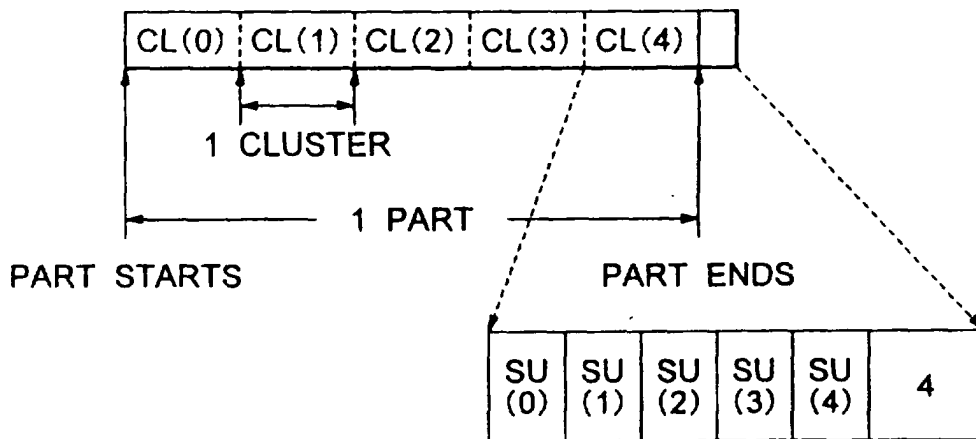 CL(0) CL(1) CL(2) CL(3) CL(4)
1 CLUSTER
1 PART
PART STARTS PART ENDS
SU SU SU SU SU
(0) (1) (2) (3) (4) 4